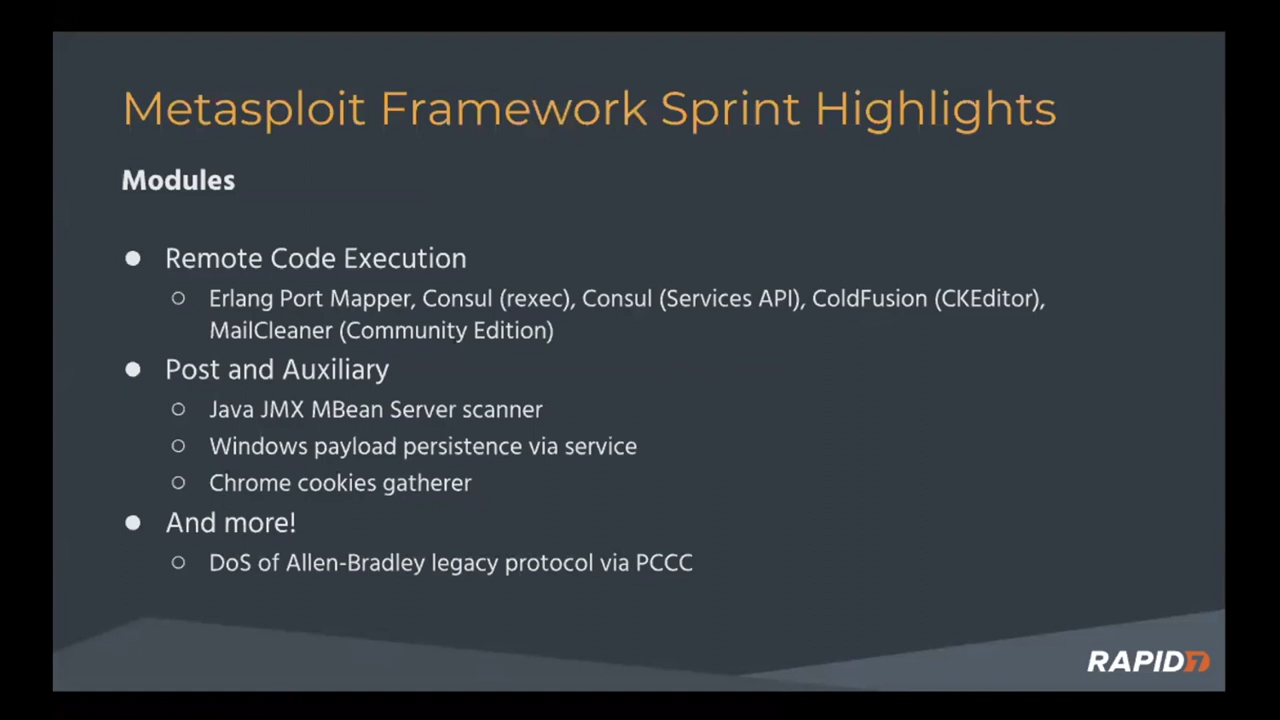 Metasploit Framework Sprint Highlights
Modules
● Remote Code Execution
○ Erlang Port Mapper, Consul (rexec), Consul (Services API), ColdFusion (CKEditor),
MailCleaner (Community Edition)
● Post and Auxiliary
○ Java JMX MBean Server scanner
○ Windows payload persistence via service
○ Chrome cookies gatherer
● And more!
○ DoS of Allen-Bradley legacy protocol via PCCC
RAPID7